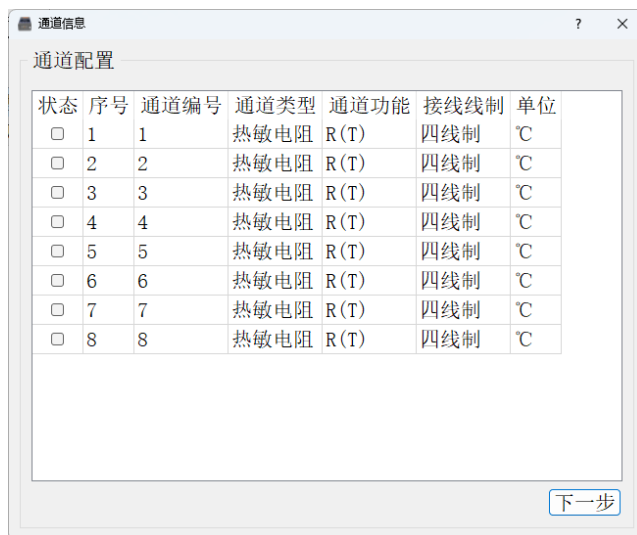 通道信息 ? ×
通道配置
状态 序号 通道编号 通道类型 通道功能 接线线制 单位
1 1 热敏电阻 R(T) 四线制 ℃
2 2 热敏电阻 R(T) 四线制 ℃
3 3 热敏电阻 R(T) 四线制 ℃
4 4 热敏电阻 R(T) 四线制 ℃
5 5 热敏电阻 R(T) 四线制 ℃
6 6 热敏电阻 R(T) 四线制 ℃
7 7 热敏电阻 R(T) 四线制 ℃
8 8 热敏电阻 R(T) 四线制 ℃
下一步